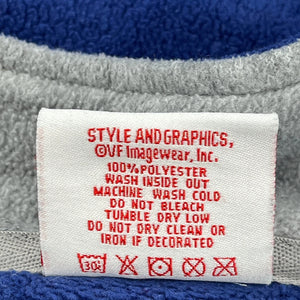 STYLE AND GRAPHICS,
©VF Imagewear, Inc.
100% POLYESTER
WASH INSIDE OUT
MACHINE WASH COLD
DO NOT BLEACH
TUMBLE DRY LOW
DO NOT DRY CLEAN OR
IRON IF DECORATED
30°